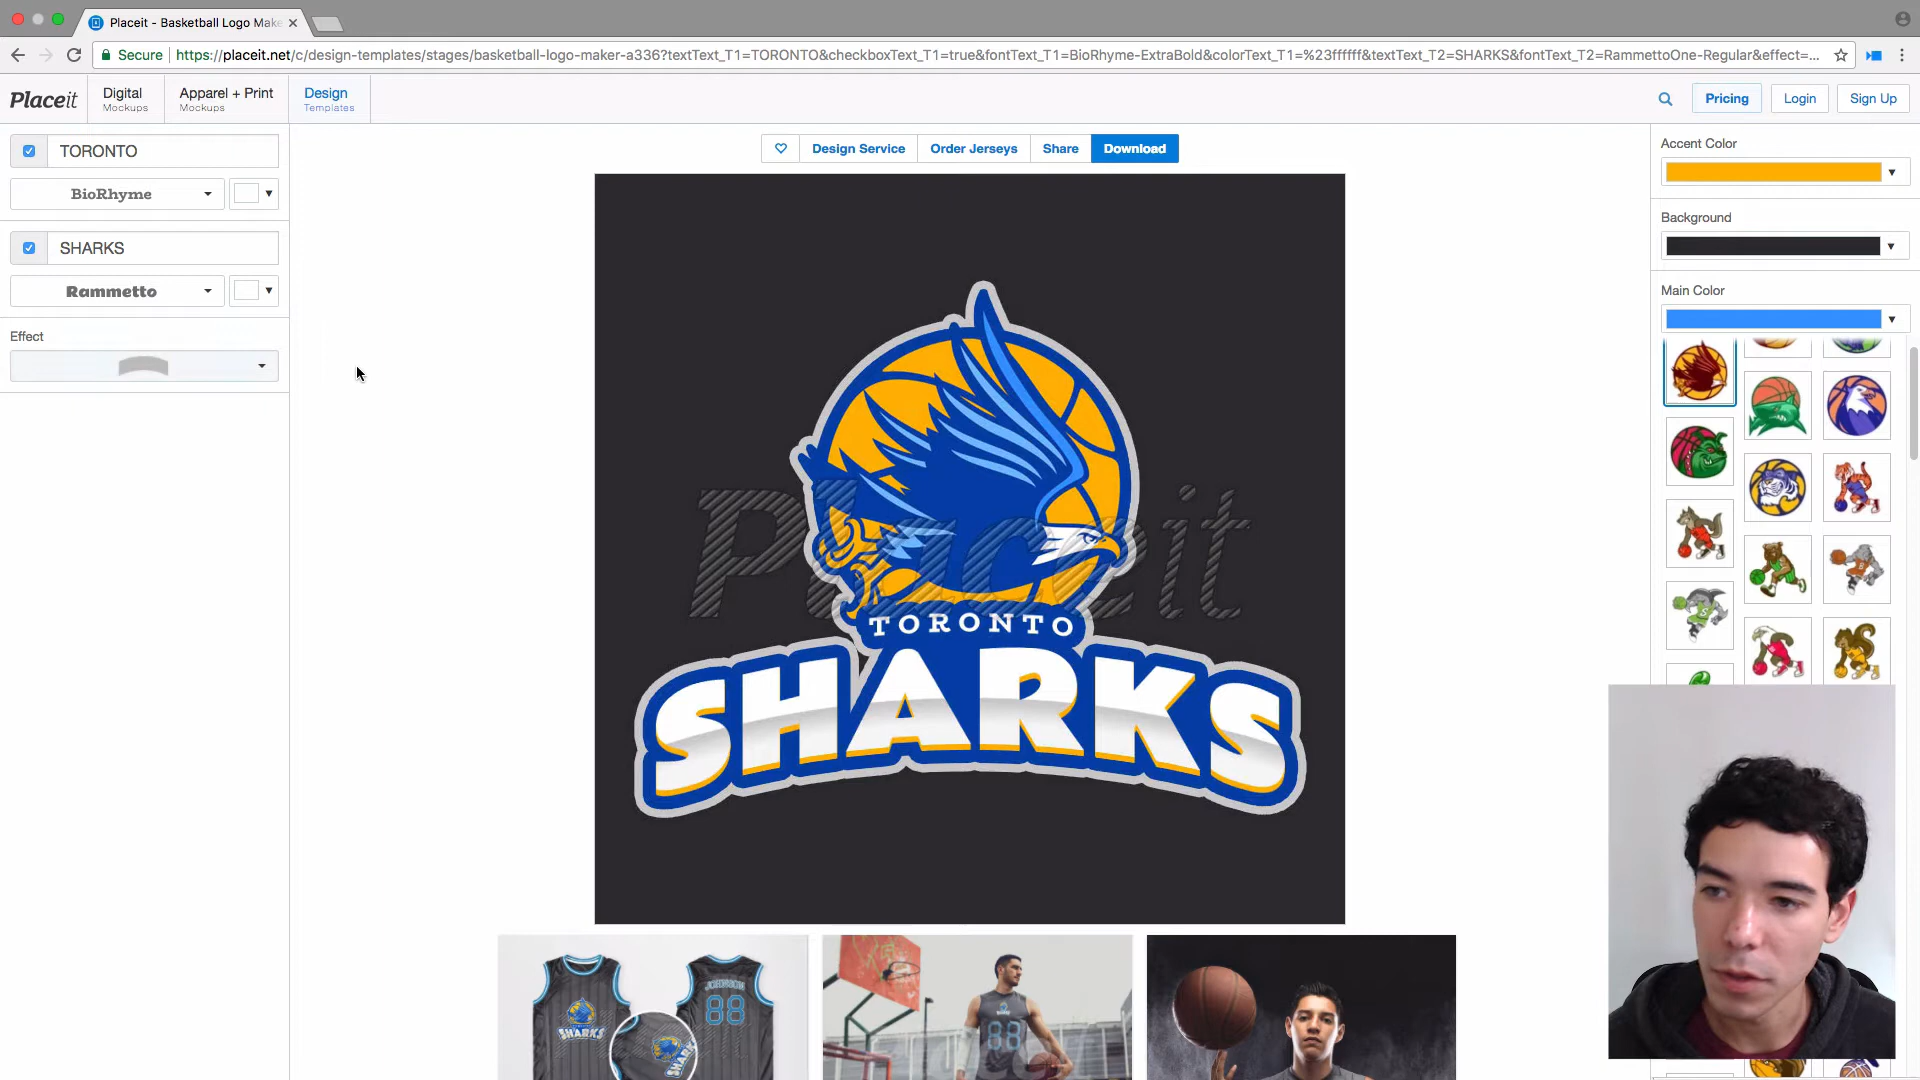 Placeit - Basketball Logo Make
Secure
https://placeit.net/c/design-templates/stages/basketball-logo-maker-a336?textText_T1=TORONTO&checkboxText_T1=true&fontText_T1=BioRhyme-ExtraBold&colorText_T1=%23ffffff&textText_T2=SHARKS&fontText_T2=RammettoOne-Regular&effect=...
Placeit
Digital
Mockups
Apparel + Print
Mockups
Design
Templates
Pricing
Login
Sign Up
TORONTO
BioRhyme
SHARKS
Rammetto
Effect
Design Service
Order Jerseys
Share
Download
Placeit
TORONTO
SHARKS
Accent Color
Background
Main Color
SHARKS
JOHNSON
88
88